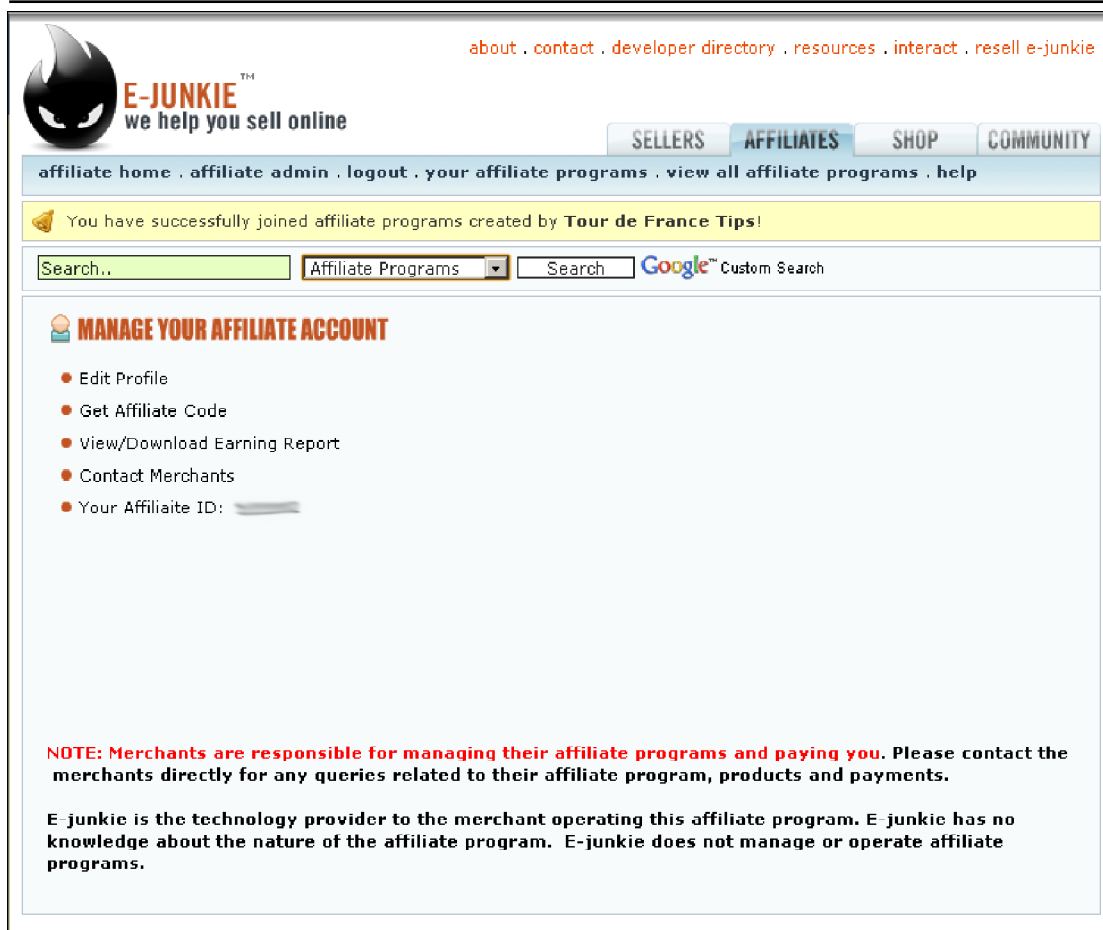 about . contact . developer directory . resources . interact . resell e-junkie
E-JUNKIE™
we help you sell online
SELLERS AFFILIATES SHOP COMMUNITY
affiliate home . affiliate admin . logout . your affiliate programs . view all affiliate programs . help
You have successfully joined affiliate programs created by Tour de France Tips!
Search.. Affiliate Programs Search Google™ Custom Search
MANAGE YOUR AFFILIATE ACCOUNT
Edit Profile
Get Affiliate Code
View/Download Earning Report
Contact Merchants
Your Affiliaite ID:
NOTE: Merchants are responsible for managing their affiliate programs and paying you. Please contact the
merchants directly for any queries related to their affiliate program, products and payments.
E-junkie is the technology provider to the merchant operating this affiliate program. E-junkie has no
knowledge about the nature of the affiliate program. E-junkie does not manage or operate affiliate
programs.